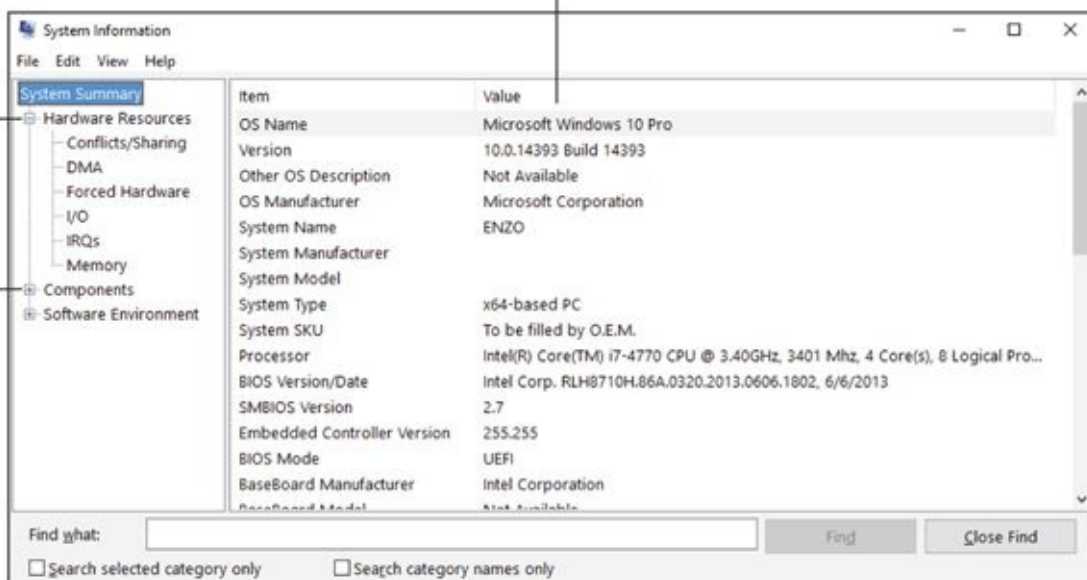 System Information
File Edit View Help
System Summary
Hardware Resources
Conflicts/Sharing
DMA
Forced Hardware
I/O
IRQs
Memory
Components
Software Environment
Item Value
OS Name Microsoft Windows 10 Pro
Version 10.0.14393 Build 14393
Other OS Description Not Available
OS Manufacturer Microsoft Corporation
System Name ENZO
System Manufacturer
System Model
System Type x64-based PC
System SKU To be filled by O.E.M.
Processor Intel(R) Core(TM) i7-4770 CPU @ 3.40GHz, 3401 Mhz, 4 Core(s), 8 Logical Pro...
BIOS Version/Date Intel Corp. RLH8710H.86A.0320.2013.0606.1802, 6/6/2013
SMBIOS Version 2.7
Embedded Controller Version 255.255
BIOS Mode UEFI
BaseBoard Manufacturer Intel Corporation
BaseBoard Model Not Available
Find what: Find Close Find
Search selected category only Search category names only